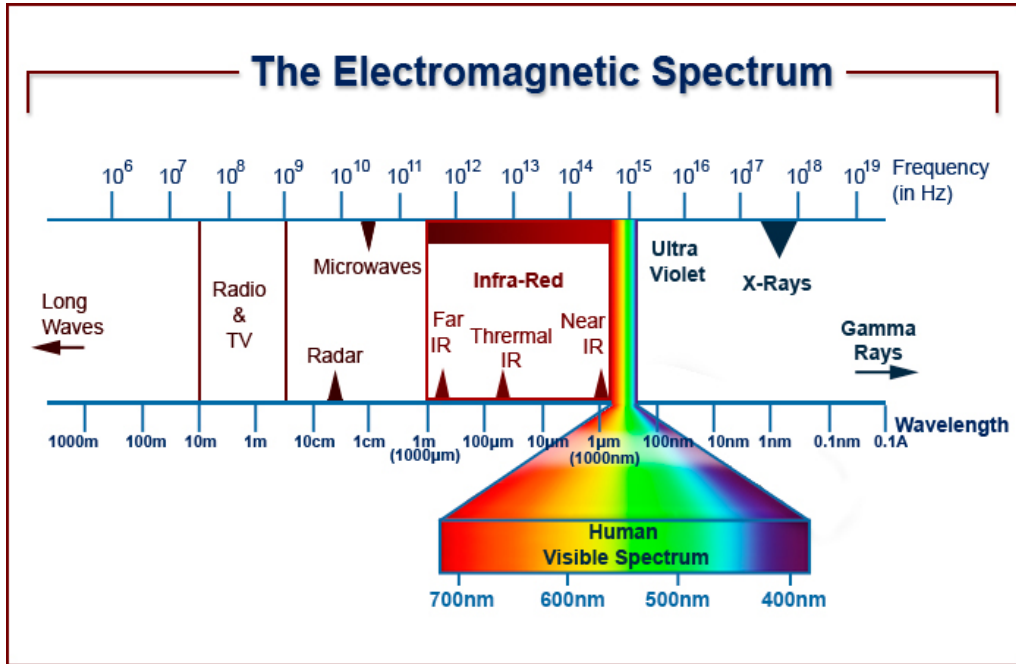 The Electromagnetic Spectrum
10^6 10^7 10^8 10^9 10^10 10^11 10^12 10^13 10^14 10^15 10^16 10^17 10^18 10^19 Frequency
(in Hz)
Long
Waves
Radio
&
TV
Microwaves
Radar
Infra-Red
Far
IR
Thrermal
IR
Near
IR
Ultra
Violet
X-Rays
Gamma
Rays
1000m 100m 10m 1m 10cm 1cm 1m 100µm 10µm 1µm 100nm 10nm 1nm 0.1nm 0.1A Wavelength
(1000µm) (1000nm)
Human
Visible Spectrum
700nm 600nm 500nm 400nm